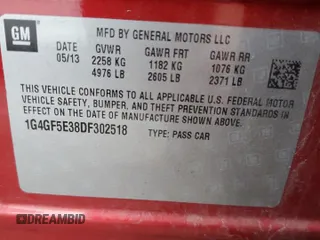 GM
MFD BY GENERAL MOTORS LLC
05/13 GVWR GAWR FRT GAWR RR
2258 KG 1182 KG 1076 KG
4976 LB 2605 LB 2371 LB
THIS VEHICLE CONFORMS TO ALL APPLICABLE U.S. FEDERAL MOTOR
VEHICLE SAFETY, BUMPER, AND THEFT PREVENTION STANDARDS IN
EFFECT ON THE DATE OF MANUFACTURE SHOWN ABOVE.
1G4GF5E38DF302518 TYPE: PASS CAR
DREAMBID